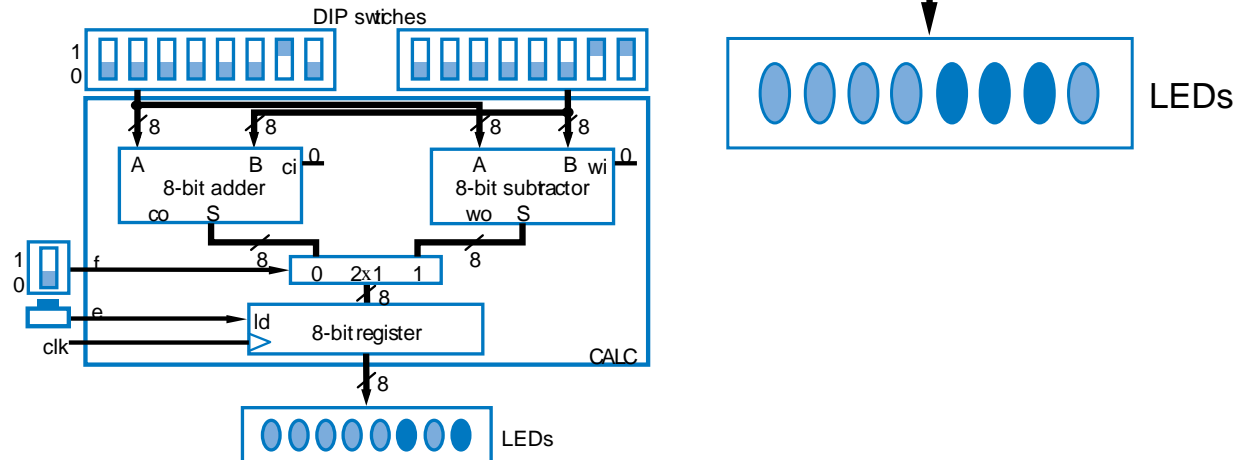 DIP swtiches
1
0
8 8 8 8
A B ci 0
8-bit adder
co S
A B wi 0
8-bit subtractor
wo S
8 8
1
0
f
0 2x1 1
8
e
ld
8-bit register
clk
CALC
8
LEDs
LEDs